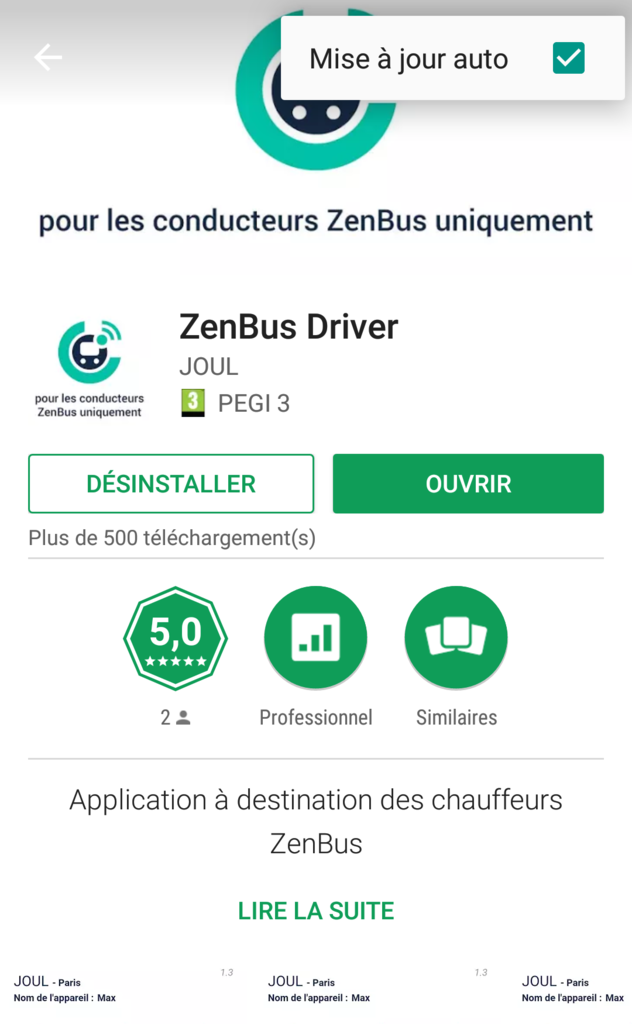 Mise à jour auto
pour les conducteurs ZenBus uniquement
ZenBus Driver
JOUL
3 PEGI 3
pour les conducteurs
ZenBus uniquement
DÉSINSTALLER OUVRIR
Plus de 500 téléchargement(s)
5,0
2 Professionnel Similaires
Application à destination des chauffeurs
ZenBus
LIRE LA SUITE
JOUL - Paris 1.3 JOUL - Paris 1.3 JOUL - Paris
Nom de l'appareil : Max Nom de l'appareil : Max Nom de l'appareil : Max